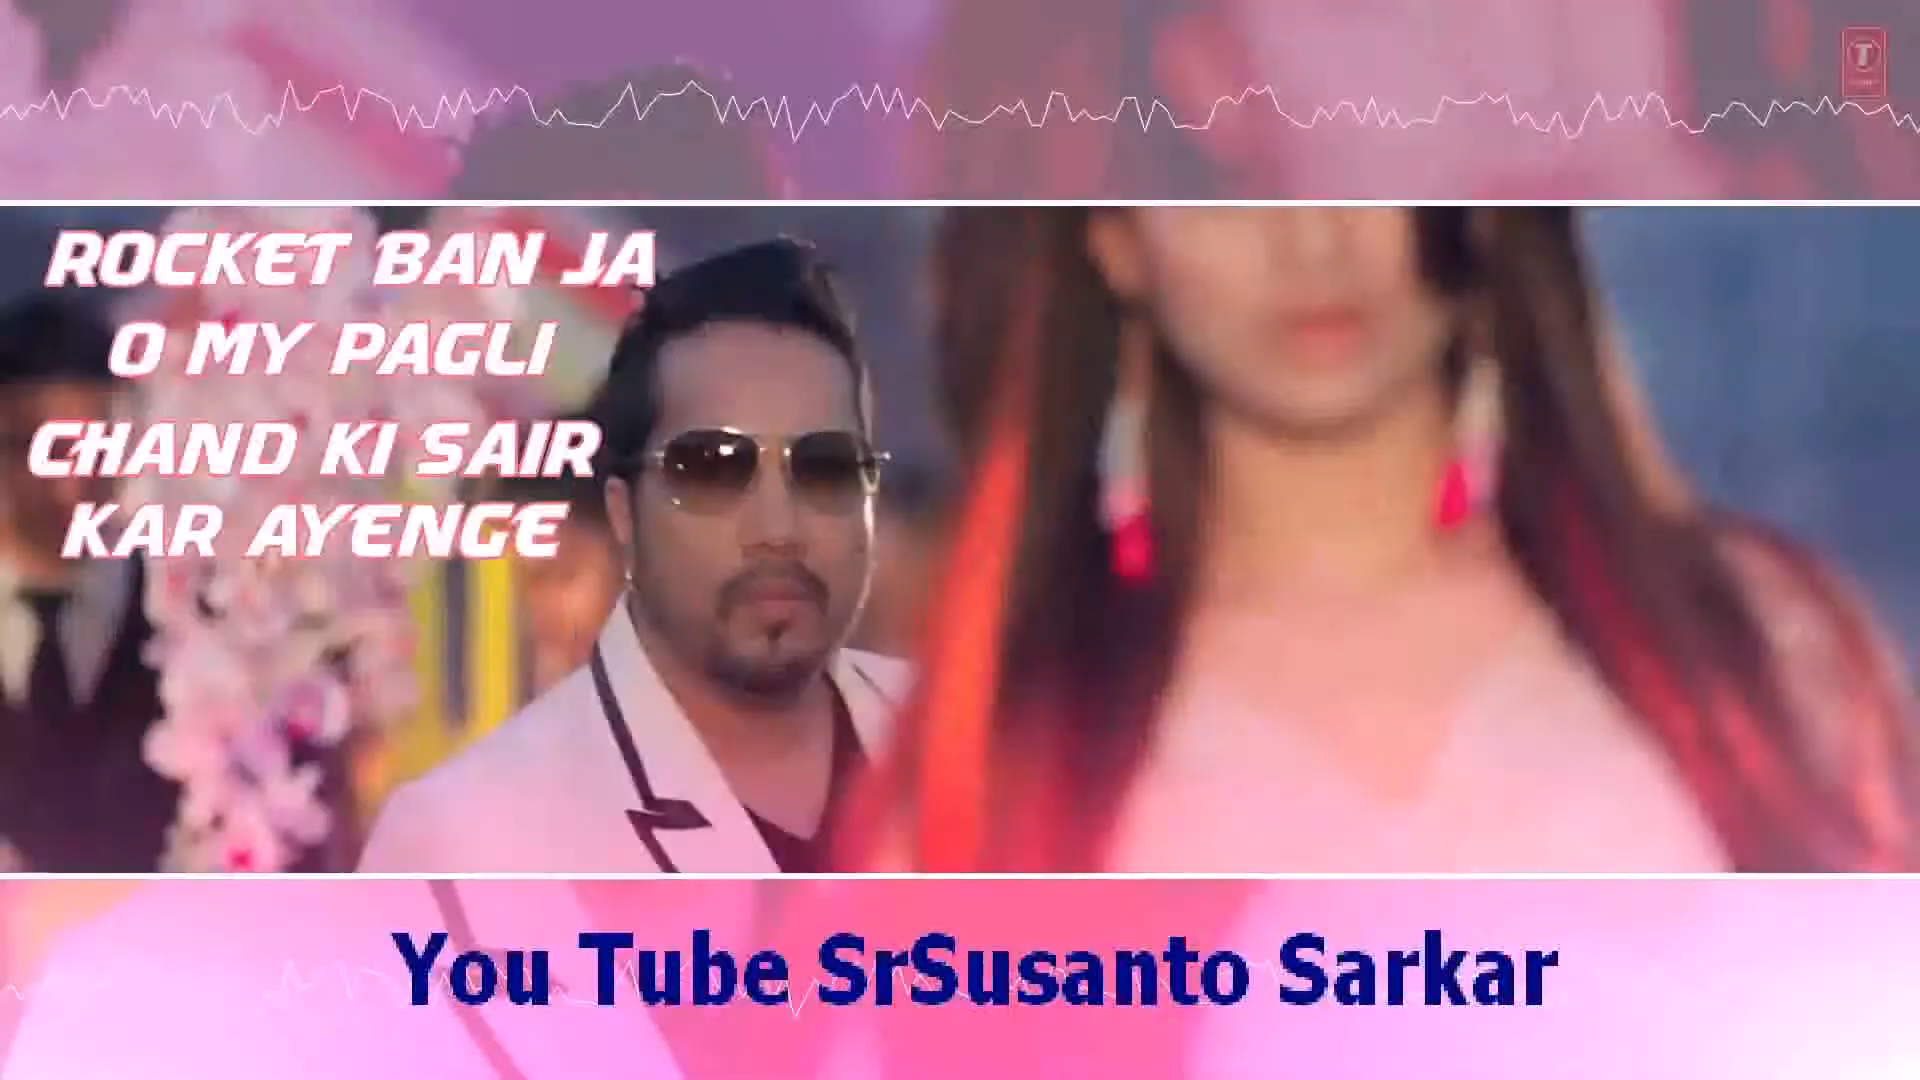 ROCKET BAN JA
O MY PAGLI
CHAND KI SAIR
KAR AYENGE
You Tube SrSusanto Sarkar